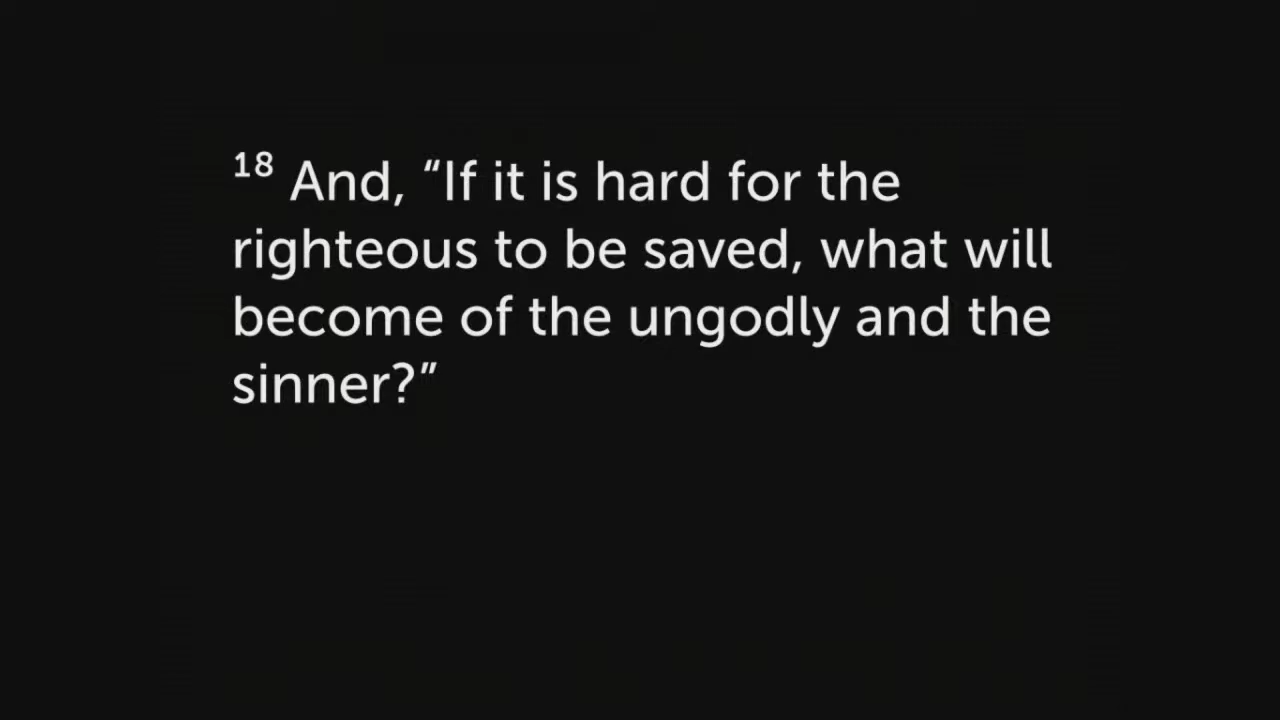 18 And, “If it is hard for the
righteous to be saved, what will
become of the ungodly and the
sinner?”